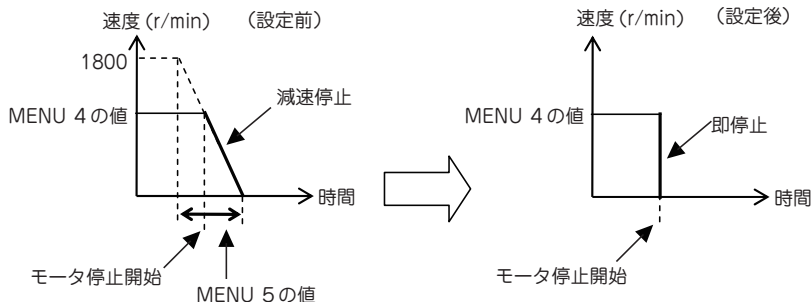 速度 (r/min) （設定前）
1800
MENU 4の値
減速停止
時間
モータ停止開始
MENU 5の値
速度 (r/min) （設定後）
MENU 4の値
即停止
時間
モータ停止開始